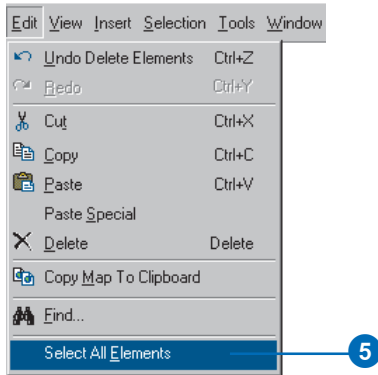 Edit View Insert Selection Tools Window
Undo Delete Elements Ctrl+Z
Redo Ctrl+Y
Cut Ctrl+X
Copy Ctrl+C
Paste Ctrl+V
Paste Special
Delete Delete
Copy Map To Clipboard
Find...
Select All Elements 5